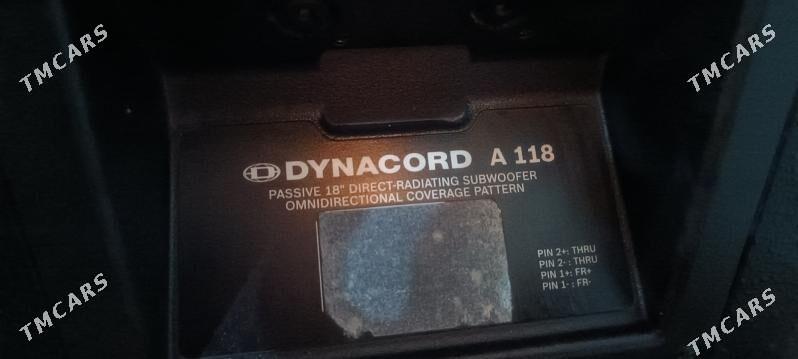 TMCARS
TMCARS
DYNACORD A 118
PASSIVE 18" DIRECT-RADIATING SUBWOOFER
OMNIDIRECTIONAL COVERAGE PATTERN
PIN 2+: THRU
PIN 2- : THRU
PIN 1+: FR+
PIN 1- : FR-
TMCARS
TMCARS